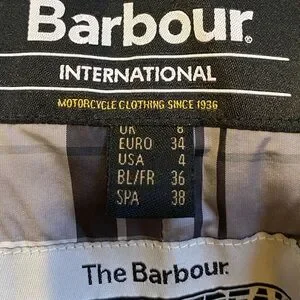 Barbour®
INTERNATIONAL
MOTORCYCLE CLOTHING SINCE 1936
UK 8
EURO 34
USA 4
BL/FR 36
SPA 38
The Barbour